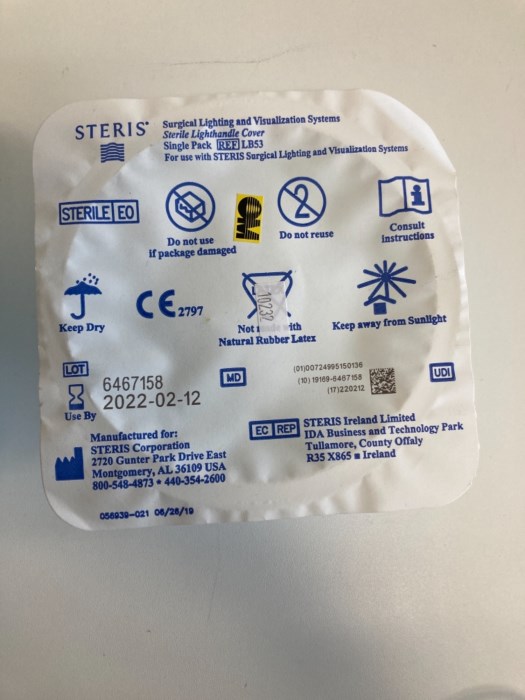 STERIS®
Surgical Lighting and Visualization Systems
Sterile Lighthandle Cover
Single Pack REF LB53
For use with STERIS Surgical Lighting and Visualization Systems
STERILE EO
Do not use
if package damaged
OM
2
Do not reuse
i
Consult
instructions
Keep Dry
CE 2797
10232
Not with
Natural Rubber Latex
Keep away from Sunlight
LOT
6467158
Use By
2022-02-12
MD
(01)00724995150136
(10)19169-6467158
(17)220212
UDI
Manufactured for:
STERIS Corporation
2720 Gunter Park Drive East
Montgomery, AL 36109 USA
800-548-4873 • 440-354-2600
EC REP
STERIS Ireland Limited
IDA Business and Technology Park
Tullamore, County Offaly
R35 X865 ■ Ireland
056939-021 06/26/19